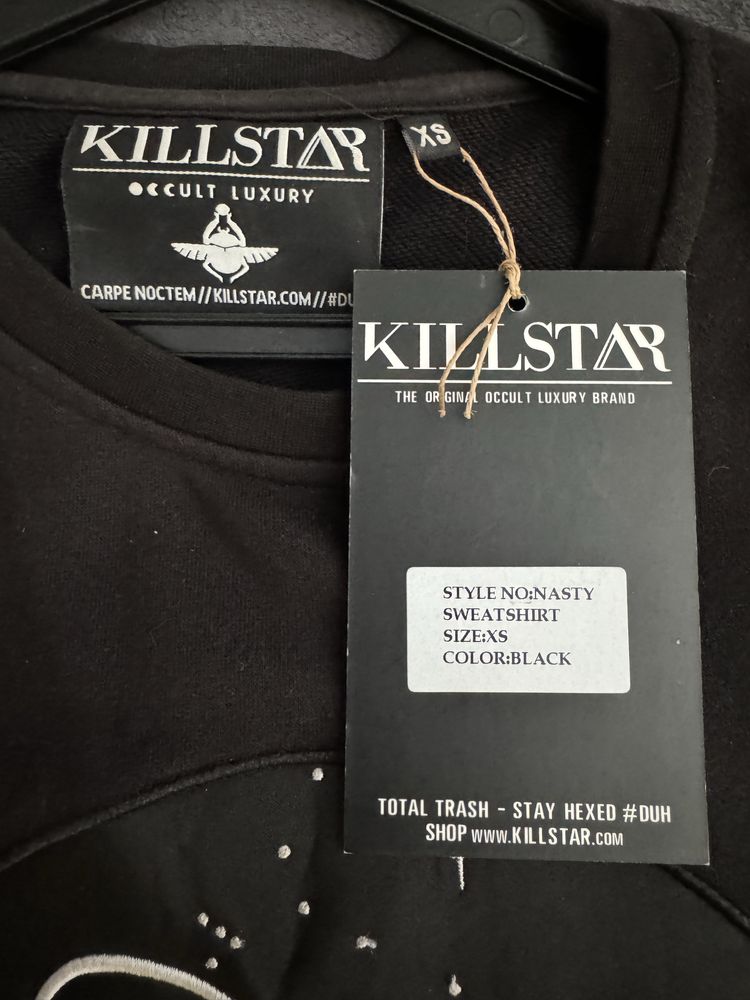 KILLSTAR
OCCULT LUXURY
CARPE NOCTEM//KILLSTAR.COM//#DU
XS
KILLSTAR
THE ORIGINAL OCCULT LUXURY BRAND
STYLE NO:NASTY
SWEATSHIRT
SIZE:XS
COLOR:BLACK
TOTAL TRASH - STAY HEXED #DUH
SHOP WWW.KILLSTAR.COM